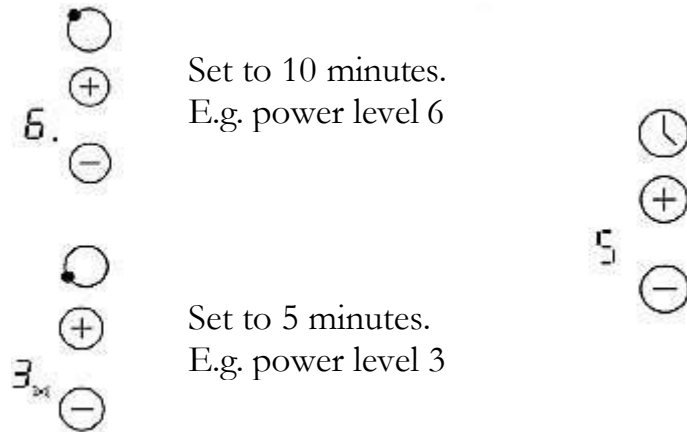 Set to 10 minutes.
E.g. power level 6
6.
Set to 5 minutes.
E.g. power level 3
3
5